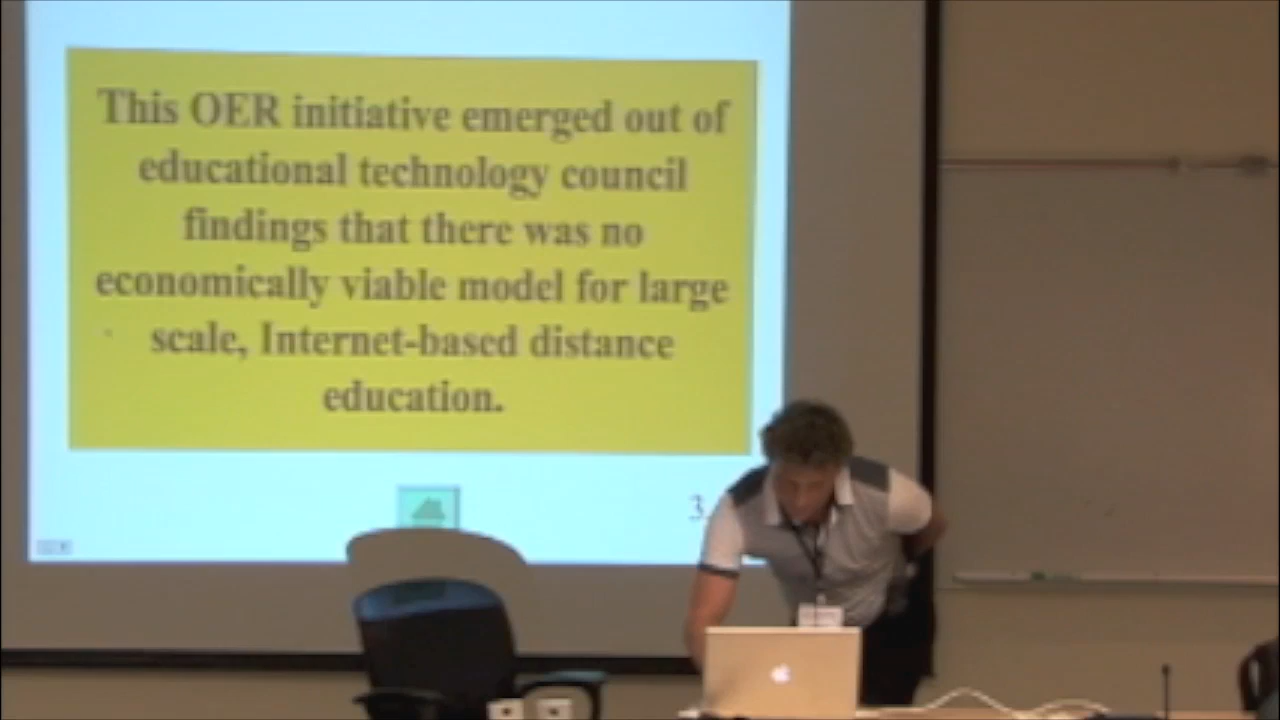 This OER initiative emerged out of
educational technology council
findings that there was no
economically viable model for large
scale, Internet-based distance
education.
3